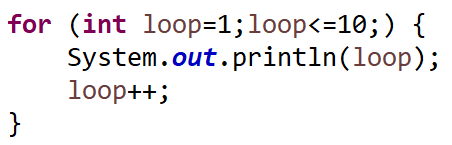 for (int loop=1;loop<=10;) {
    System.out.println(loop);
    loop++;
}